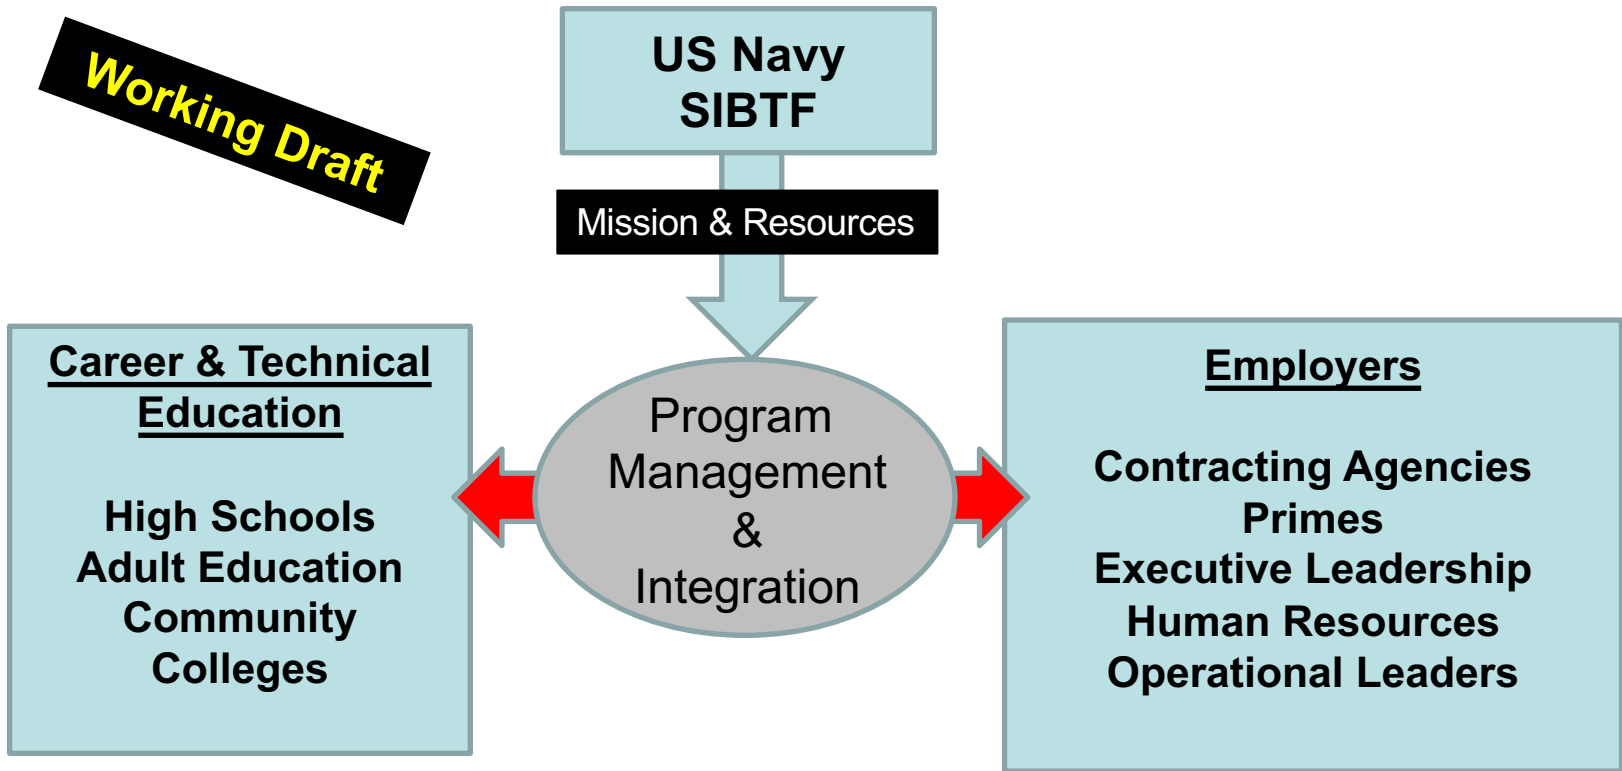 Working Draft
US Navy
SIBTF
Mission & Resources
Career & Technical
Education
High Schools
Adult Education
Community
Colleges
Program
Management
&
Integration
Employers
Contracting Agencies
Primes
Executive Leadership
Human Resources
Operational Leaders